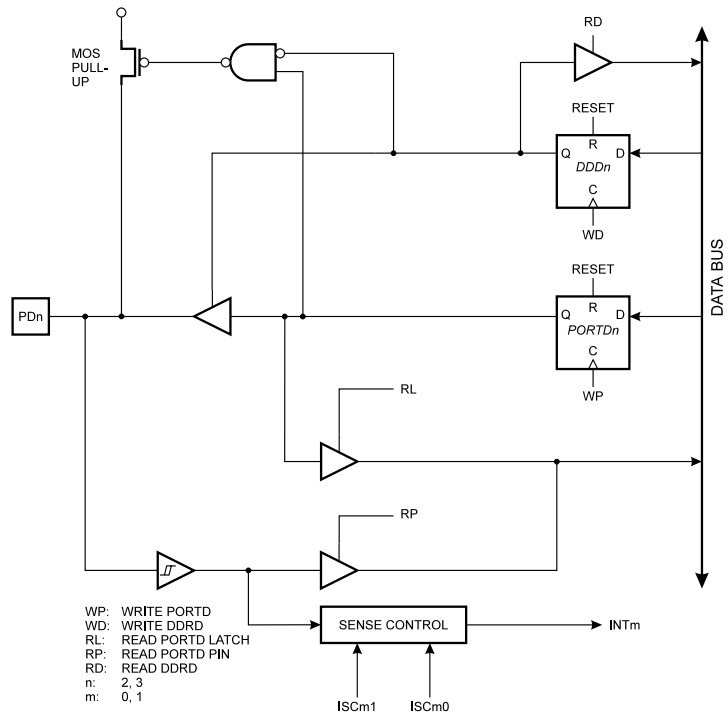 RD
MOS
PULL-
UP
RESET
R
Q
D
DDDn
C
WD
RESET
R
Q
D
PORTDn
C
WP
PDn
DATA BUS
RL
RP
WP: WRITE PORTD
WD: WRITE DDRD
RL: READ PORTD LATCH
RP: READ PORTD PIN
RD: READ DDRD
n: 2, 3
m: 0, 1
SENSE CONTROL
INTm
ISCm1
ISCm0